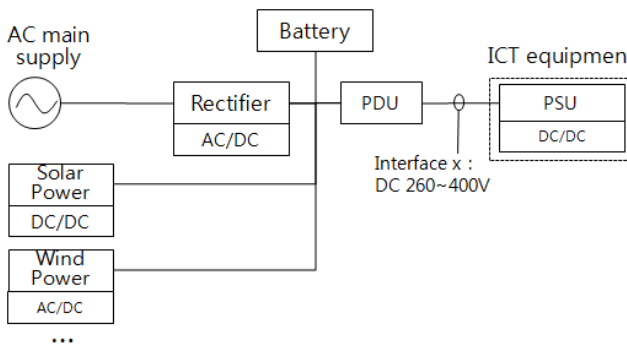 AC main
supply
Battery
ICT equipmen
Rectifier
AC/DC
PDU
PSU
DC/DC
Interface x :
DC 260~400V
Solar
Power
DC/DC
Wind
Power
AC/DC
...